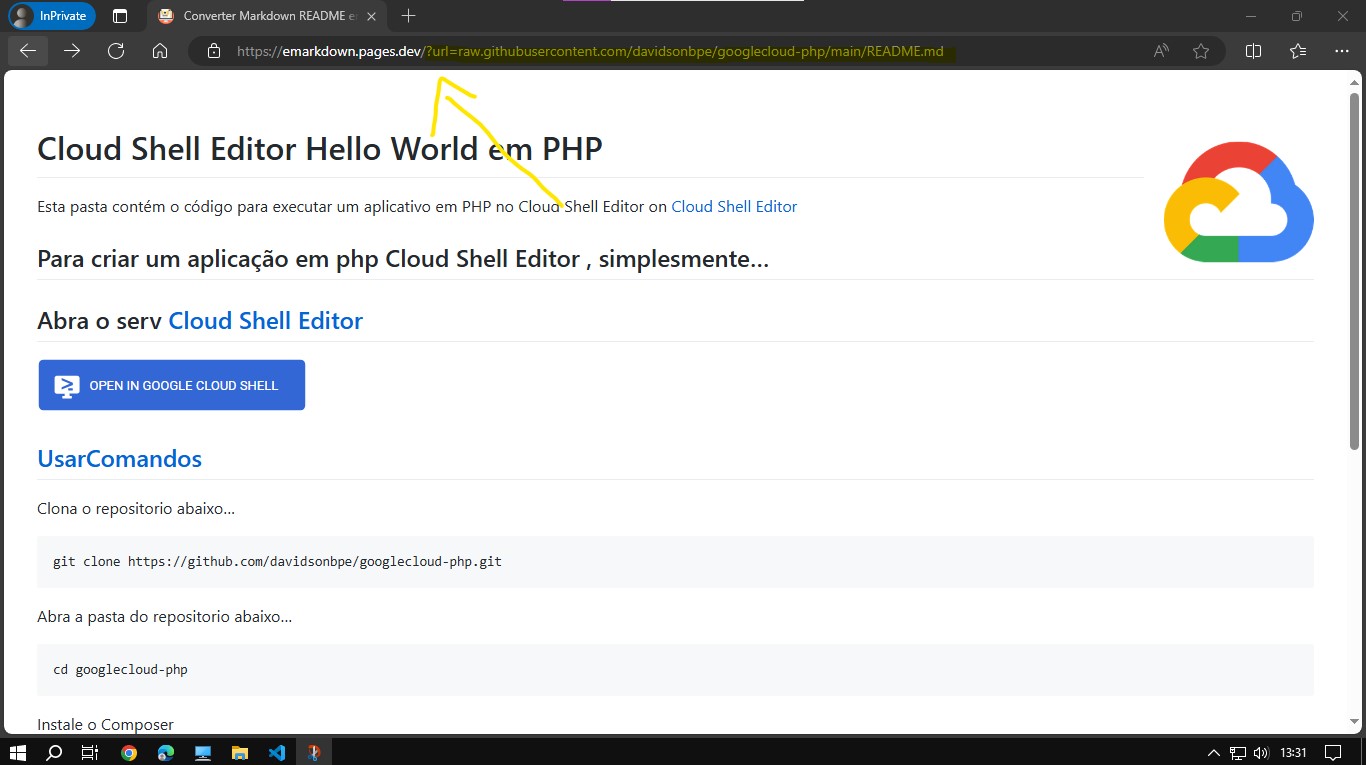 InPrivate
Converter Markdown README e
https://emarkdown.pages.dev/?url=raw.githubusercontent.com/davidsonbpe/googlecloud-php/main/README.md
Cloud Shell Editor Hello World em PHP
Esta pasta contém o código para executar um aplicativo em PHP no Cloud Shell Editor on Cloud Shell Editor
Para criar um aplicação em php Cloud Shell Editor , simplesmente...
Abra o serv Cloud Shell Editor
OPEN IN GOOGLE CLOUD SHELL
UsarComandos
Clona o repositorio abaixo...
git clone https://github.com/davidsonbpe/googlecloud-php.git
Abra a pasta do repositorio abaixo...
cd googlecloud-php
Instale o Composer
13:31